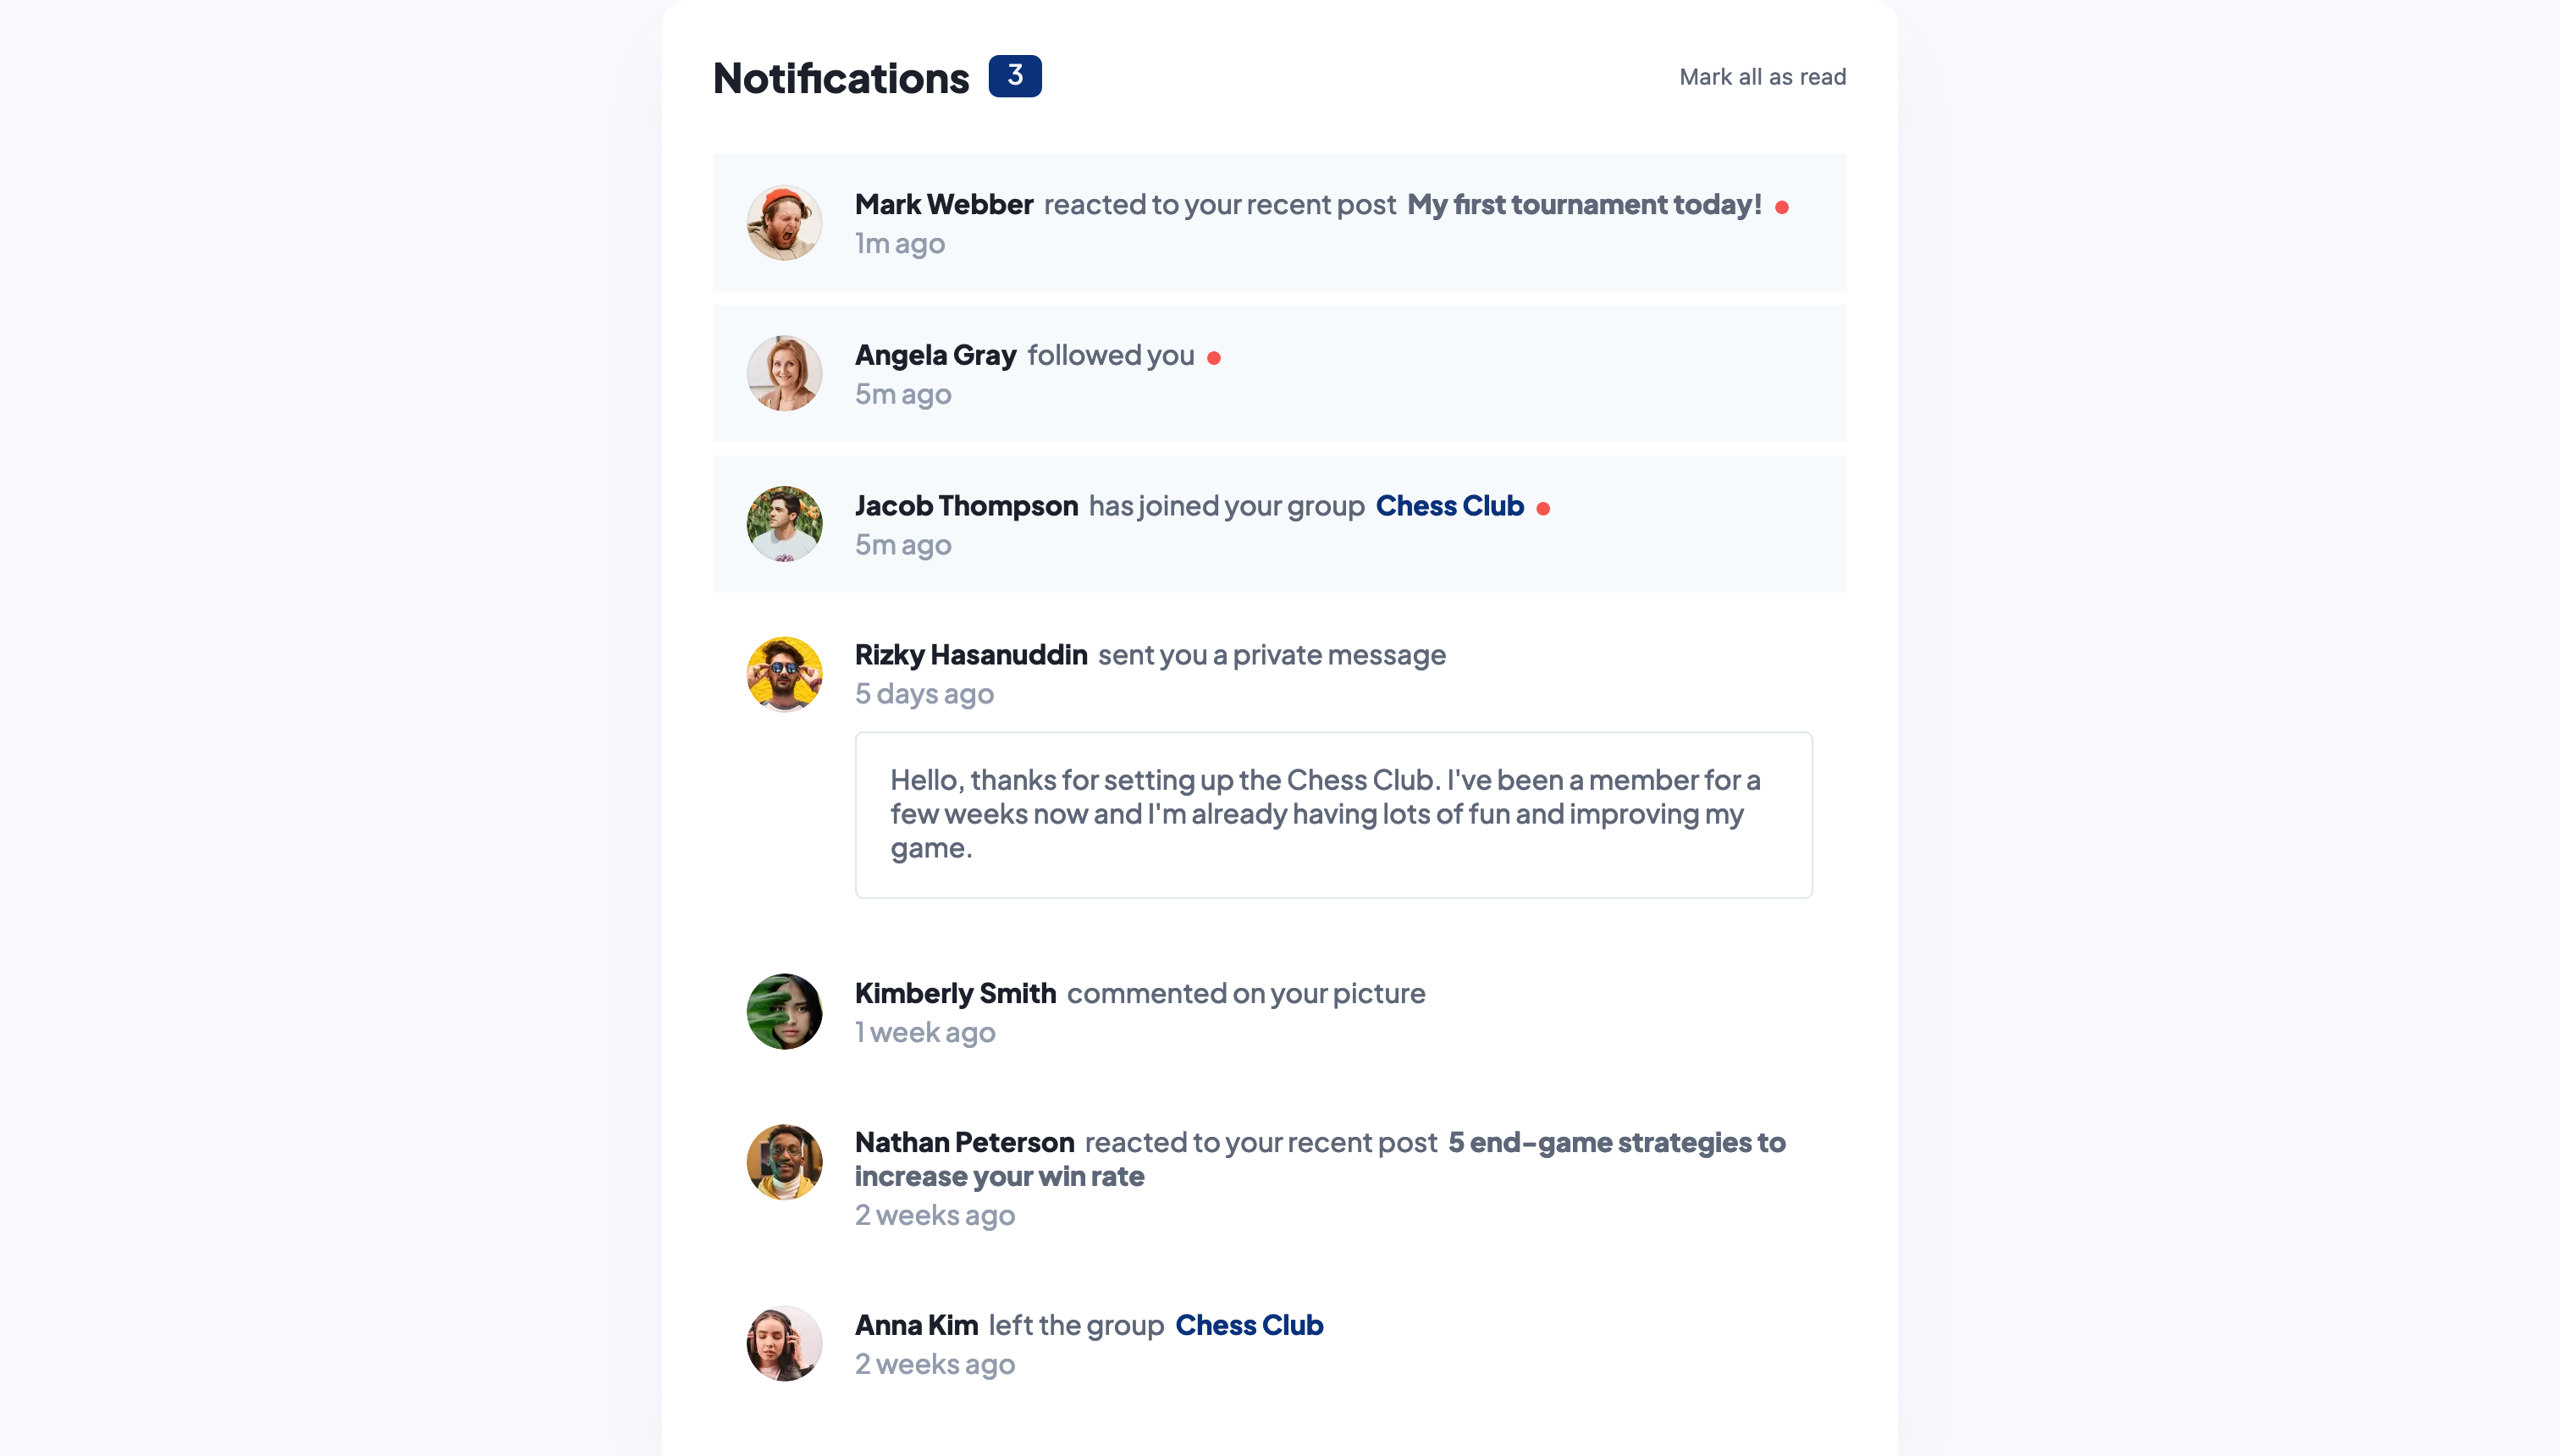 Notifications 3
Mark all as read
Mark Webber reacted to your recent post My first tournament today!
1m ago
Angela Gray followed you
5m ago
Jacob Thompson has joined your group Chess Club
5m ago
Rizky Hasanuddin sent you a private message
5 days ago
Hello, thanks for setting up the Chess Club. I've been a member for a
few weeks now and I'm already having lots of fun and improving my
game.
Kimberly Smith commented on your picture
1 week ago
Nathan Peterson reacted to your recent post 5 end-game strategies to
increase your win rate
2 weeks ago
Anna Kim left the group Chess Club
2 weeks ago